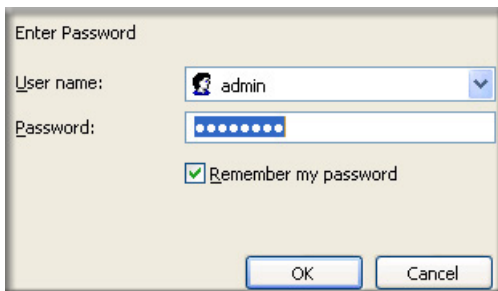 Enter Password
User name:
admin
Password:
••••••••
Remember my password
OK
Cancel